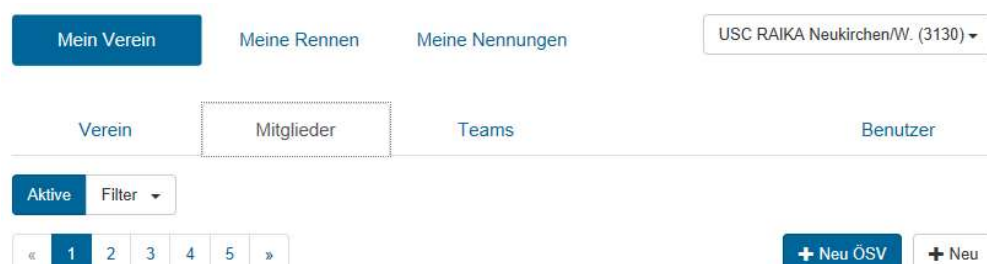 Mein Verein Meine Rennen Meine Nennungen USC RAIKA Neukirchen/W. (3130)
Verein Mitglieder Teams Benutzer
Aktive Filter
« 1 2 3 4 5 » + Neu ÖSV + Neu